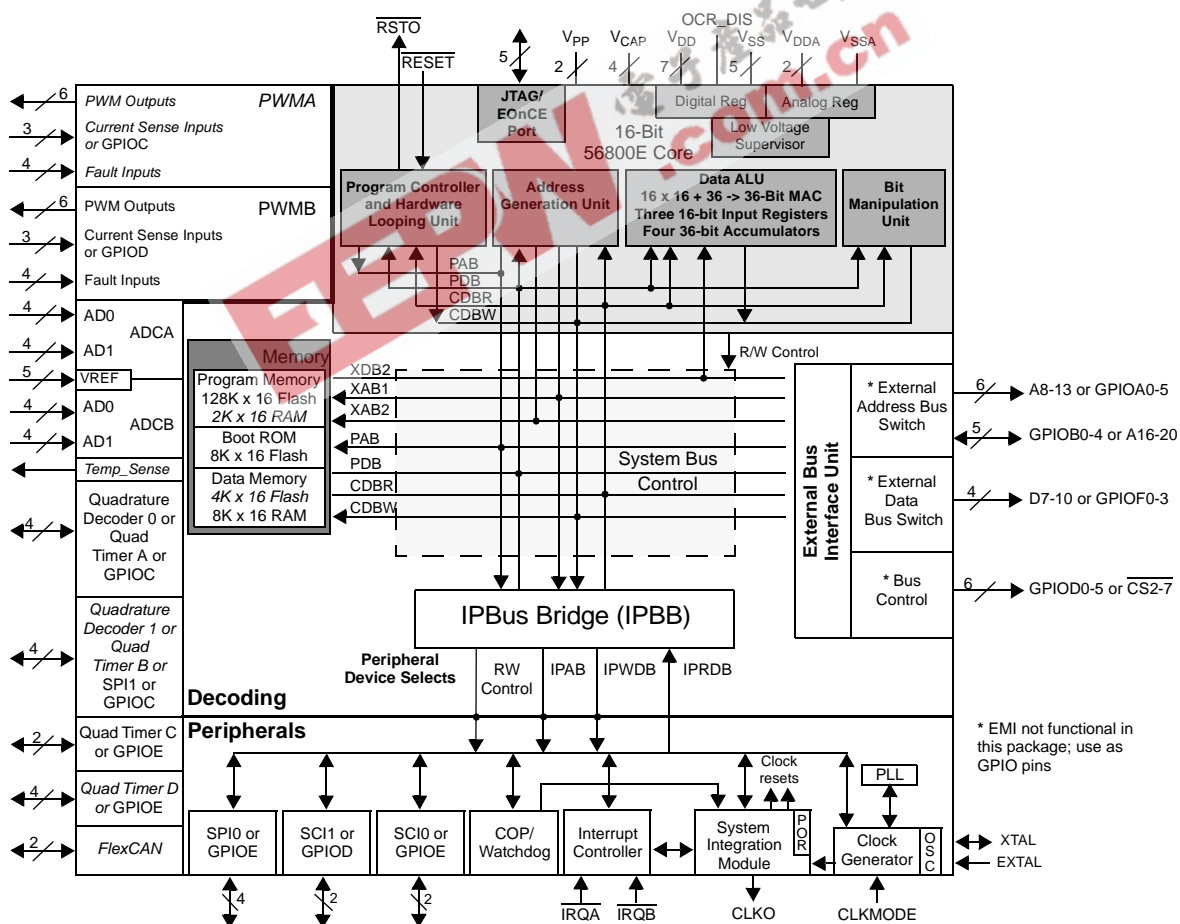 RSTO
RESET
5
VPP
2
VCAP
4
VDD
7
OCR_DIS
VSS
5
VDDA
2
VSSA
電子產品
EEPW
.com.cn
6
PWM Outputs
PWMA
3
Current Sense Inputs
or GPIOC
4
Fault Inputs
6
PWM Outputs
PWMB
3
Current Sense Inputs
or GPIOD
4
Fault Inputs
JTAG/
EOnCE
Port
16-Bit
56800E Core
Digital Reg
Analog Reg
Low Voltage
Supervisor
Program Controller
and Hardware
Looping Unit
Address
Generation Unit
Data ALU
16 x 16 + 36 -> 36-Bit MAC
Three 16-bit Input Registers
Four 36-bit Accumulators
Bit
Manipulation
Unit
PAB
PDB
CDBR
CDBW
4
AD0
ADCA
4
AD1
5
VREF
4
AD0
ADCB
4
AD1
Temp_Sense
4
Quadrature
Decoder 0 or
Quad
Timer A or
GPIOC
4
Quadrature
Decoder 1 or
Quad
Timer B or
SPI1 or
GPIOC
2
Quad Timer C
or GPIOE
4
Quad Timer D
or GPIOE
2
FlexCAN
Memory
Program Memory
128K x 16 Flash
2K x 16 RAM
Boot ROM
8K x 16 Flash
Data Memory
4K x 16 Flash
8K x 16 RAM
XDB2
XAB1
XAB2
PAB
PDB
CDBR
CDBW
System Bus
Control
R/W Control
External Bus
Interface Unit
* External
Address Bus
Switch
* External
Data
Bus Switch
* Bus
Control
6
A8-13 or GPIOA0-5
5
GPIOB0-4 or A16-20
4
D7-10 or GPIOF0-3
6
GPIOD0-5 or CS2-7
IPBus Bridge (IPBB)
Peripheral
Device Selects
RW
Control
IPAB
IPWDB
IPRDB
Decoding
Peripherals
* EMI not functional in
this package; use as
GPIO pins
Clock
resets
PLL
SPI0 or
GPIOE
SCI1 or
GPIOD
SCI0 or
GPIOE
COP/
Watchdog
Interrupt
Controller
System
Integration
Module
POR
Clock
Generator
OSC
XTAL
EXTAL
4
2
2
IRQA
IRQB
CLKO
CLKMODE